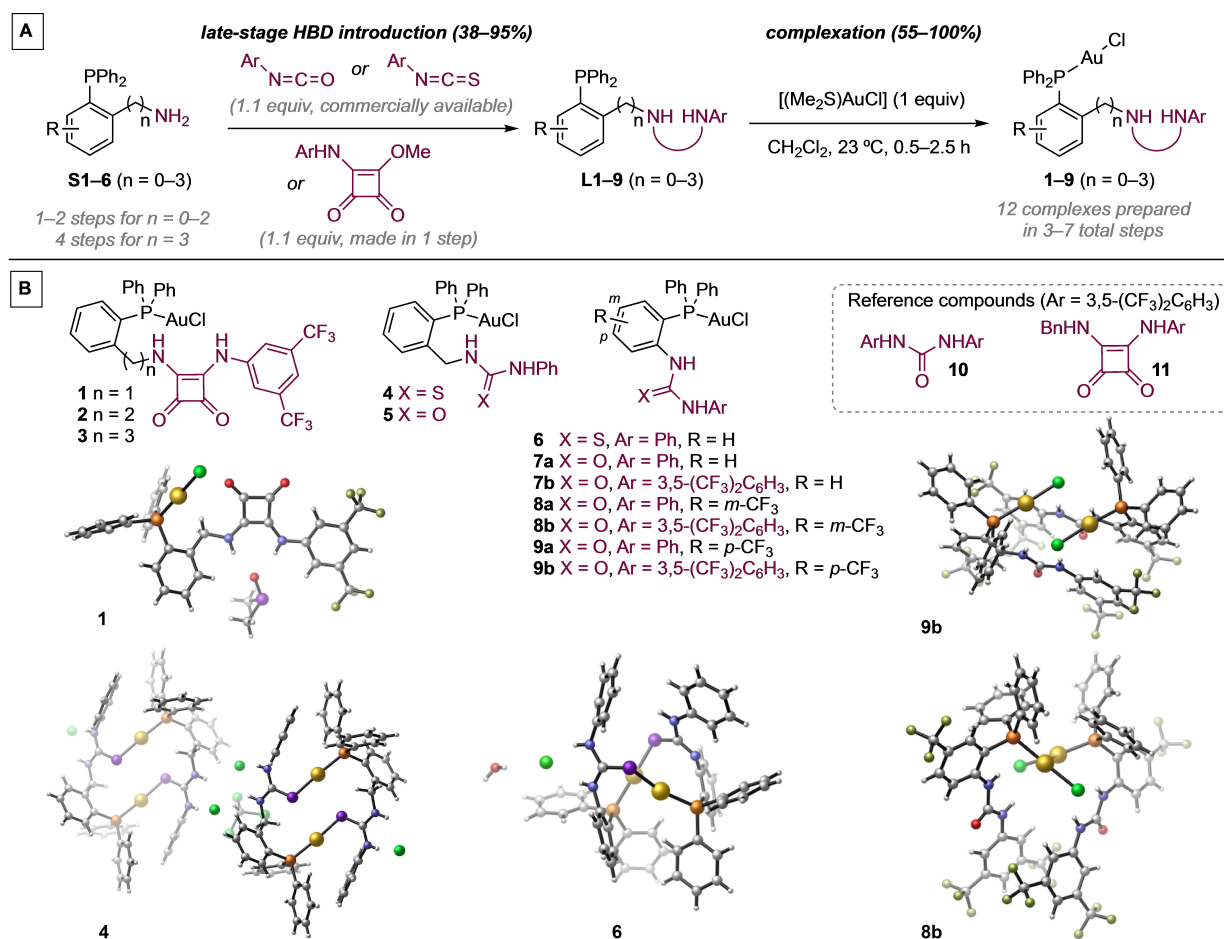 A
late-stage HBD introduction (38–95%)
complexation (55–100%)
PPh2
R
( )n NH2
S1–6 (n = 0–3)
1–2 steps for n = 0–2
4 steps for n = 3
Ar
N=C=O or Ar N=C=S
(1.1 equiv, commercially available)
or
ArHN OMe
O O
(1.1 equiv, made in 1 step)
PPh2
R
( )n NH HNAr
L1–9 (n = 0–3)
[(Me2S)AuCl] (1 equiv)
CH2Cl2, 23 ºC, 0.5–2.5 h
Cl
Au
Ph2P
R
( )n NH HNAr
1–9 (n = 0–3)
12 complexes prepared
in 3–7 total steps
B
Ph Ph
P
AuCl
H
( )n N
H
N
CF3
CF3
O O
1 n = 1
2 n = 2
3 n = 3
Ph Ph
P
AuCl
H
N NHPh
X
4 X = S
5 X = O
Ph Ph
m
R P
AuCl
p
NH
X
NHAr
6 X = S, Ar = Ph, R = H
7a X = O, Ar = Ph, R = H
7b X = O, Ar = 3,5-(CF3)2C6H3, R = H
8a X = O, Ar = Ph, R = m-CF3
8b X = O, Ar = 3,5-(CF3)2C6H3, R = m-CF3
9a X = O, Ar = Ph, R = p-CF3
9b X = O, Ar = 3,5-(CF3)2C6H3, R = p-CF3
Reference compounds (Ar = 3,5-(CF3)2C6H3)
ArHN NHAr
O
10
BnHN NHAr
O O
11
1
9b
4
6
8b